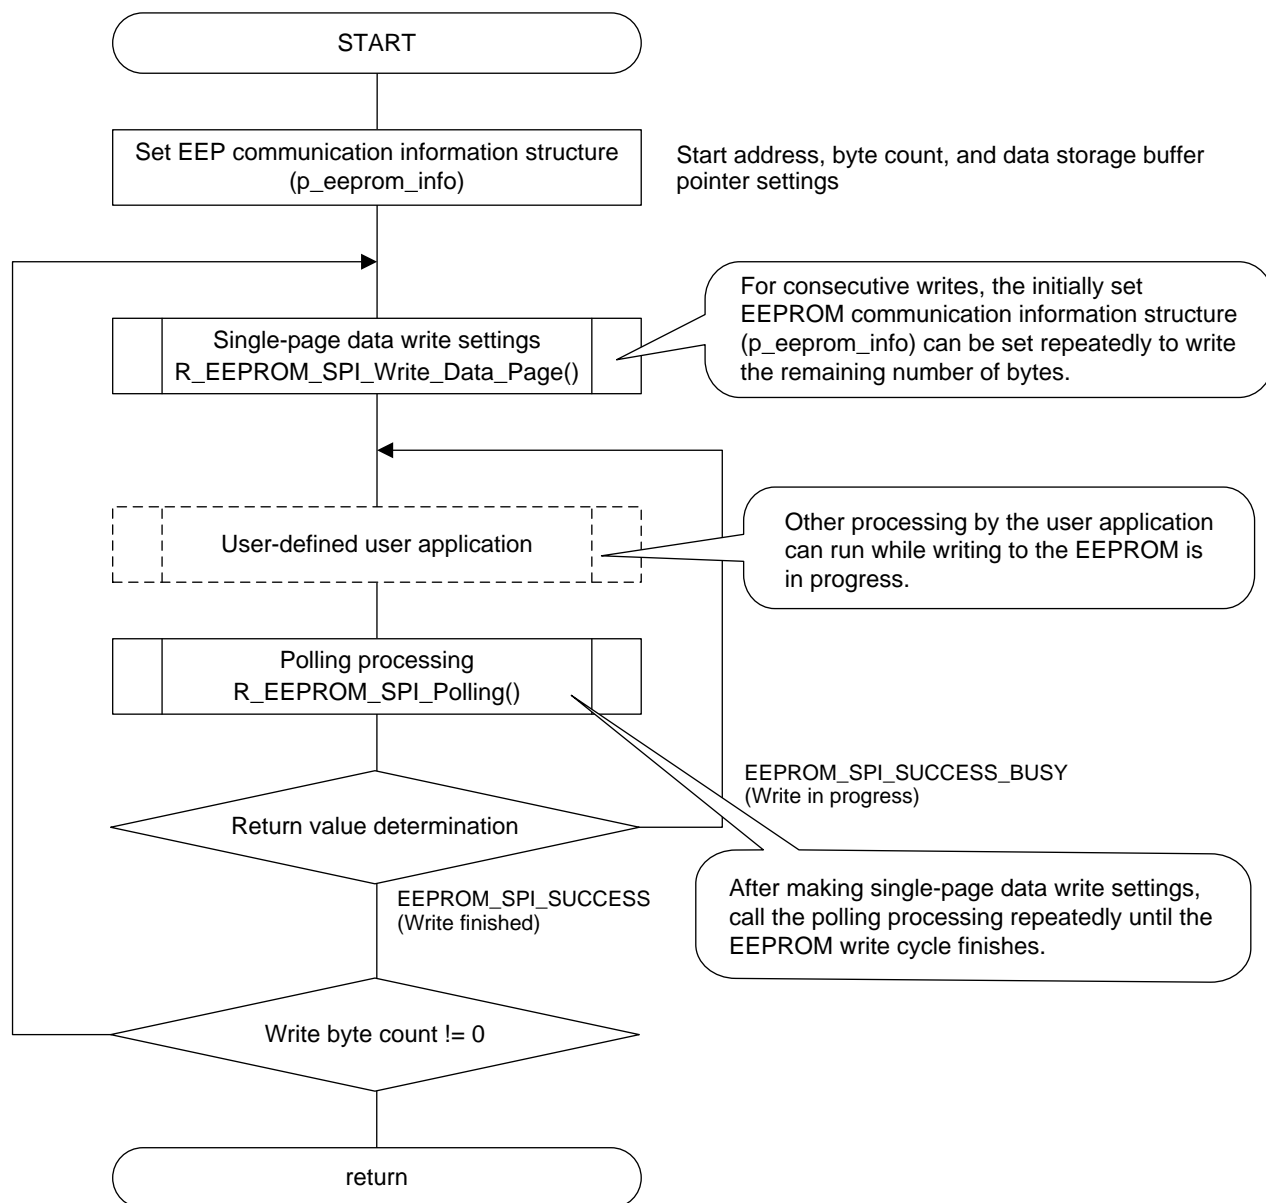 START
Set EEP communication information structure
(p_eeprom_info)
Start address, byte count, and data storage buffer
pointer settings
For consecutive writes, the initially set
EEPROM communication information structure
(p_eeprom_info) can be set repeatedly to write
the remaining number of bytes.
Single-page data write settings
R_EEPROM_SPI_Write_Data_Page()
Other processing by the user application
can run while writing to the EEPROM is
in progress.
User-defined user application
Polling processing
R_EEPROM_SPI_Polling()
EEPROM_SPI_SUCCESS_BUSY
(Write in progress)
Return value determination
After making single-page data write settings,
call the polling processing repeatedly until the
EEPROM write cycle finishes.
EEPROM_SPI_SUCCESS
(Write finished)
Write byte count != 0
return